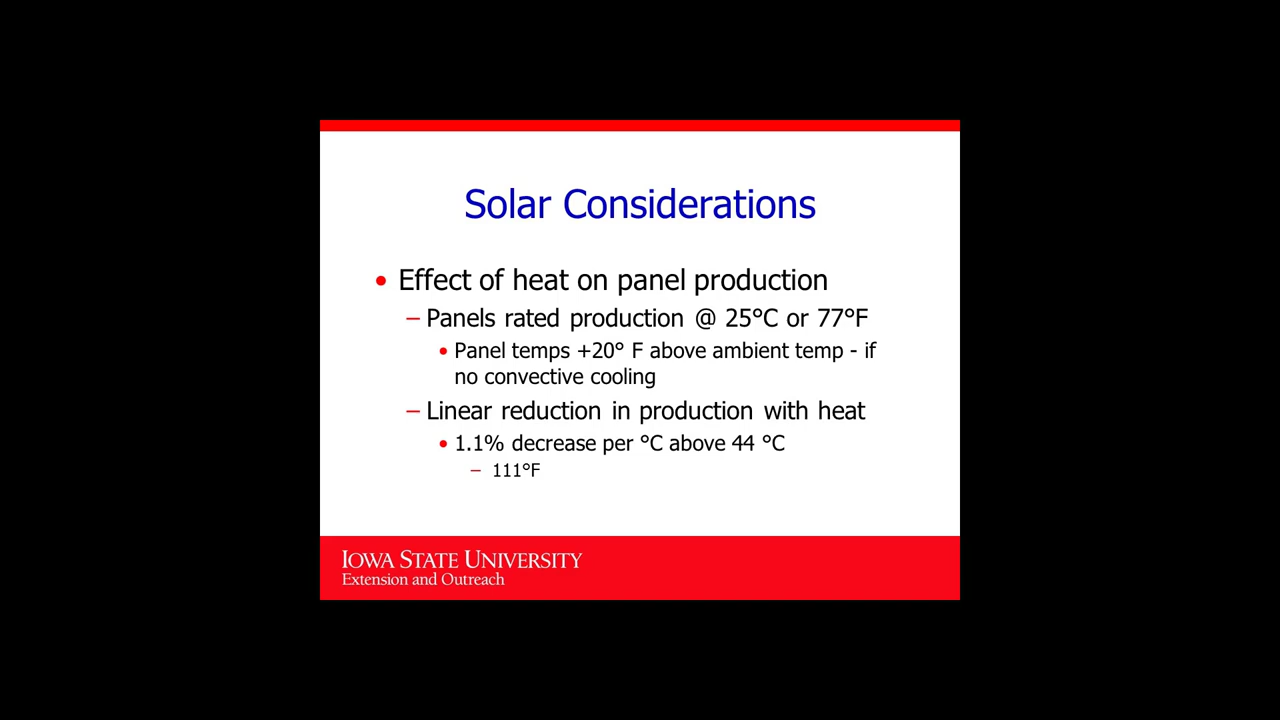 Solar Considerations
• Effect of heat on panel production
– Panels rated production @ 25°C or 77°F
• Panel temps +20° F above ambient temp - if
no convective cooling
– Linear reduction in production with heat
• 1.1% decrease per °C above 44 °C
– 111°F
IOWA STATE UNIVERSITY
Extension and Outreach